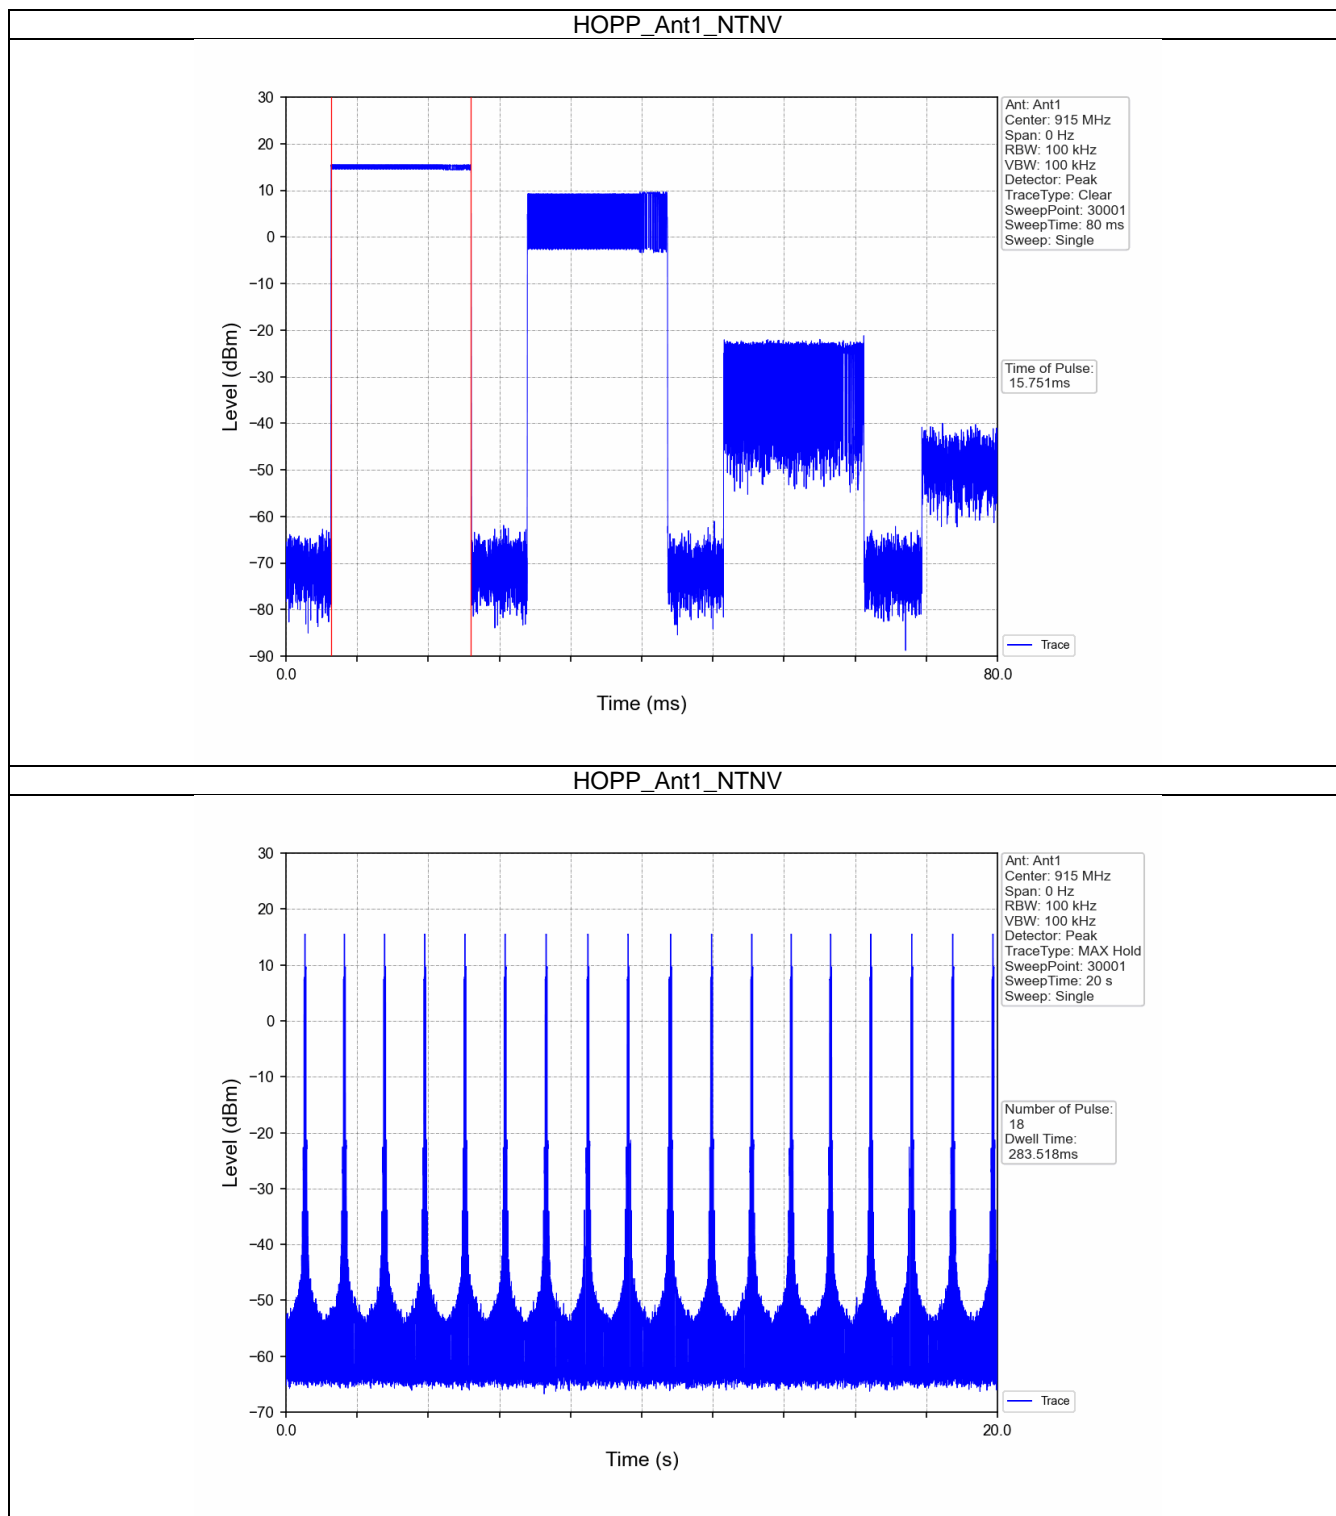 HOPP_Ant1_NTNV
30
20
10
0
−10
−20
−30
−40
−50
−60
−70
−80
−90
Level (dBm)
0.0
80.0
Time (ms)
Ant: Ant1
Center: 915 MHz
Span: 0 Hz
RBW: 100 kHz
VBW: 100 kHz
Detector: Peak
TraceType: Clear
SweepPoint: 30001
SweepTime: 80 ms
Sweep: Single
Time of Pulse:
15.751ms
Trace
HOPP_Ant1_NTNV
30
20
10
0
−10
−20
−30
−40
−50
−60
−70
Level (dBm)
0.0
20.0
Time (s)
Ant: Ant1
Center: 915 MHz
Span: 0 Hz
RBW: 100 kHz
VBW: 100 kHz
Detector: Peak
TraceType: MAX Hold
SweepPoint: 30001
SweepTime: 20 s
Sweep: Single
Number of Pulse:
18
Dwell Time:
283.518ms
Trace